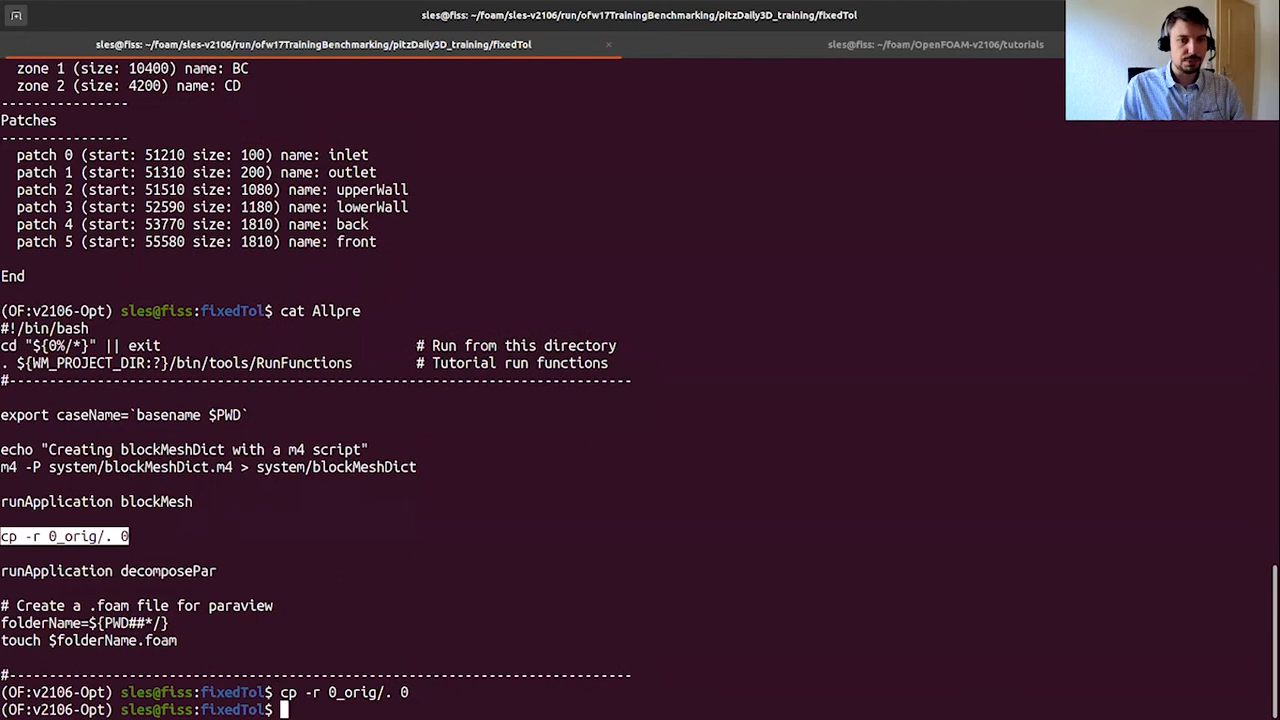 sles@fiss: ~/foam/sles-v2106/run/ofw17TrainingBenchmarking/pitzDaily3D_training/fixedTol
sles@fiss: ~/foam/sles-v2106/run/ofw17TrainingBenchmarking/pitzDaily3D_training/fixedTol × sles@fiss: ~/foam/OpenFOAM-v2106/tutorials
zone 1 (size: 10400) name: BC
zone 2 (size: 4200) name: CD
----------------
Patches
----------------
patch 0 (start: 51210 size: 100) name: inlet
patch 1 (start: 51310 size: 200) name: outlet
patch 2 (start: 51510 size: 1080) name: upperWall
patch 3 (start: 52590 size: 1180) name: lowerWall
patch 4 (start: 53770 size: 1810) name: back
patch 5 (start: 55580 size: 1810) name: front
End
(OF:v2106-Opt) sles@fiss:fixedTol$ cat Allpre
#!/bin/bash
cd "${0%/*}" || exit # Run from this directory
. ${WM_PROJECT_DIR:?}/bin/tools/RunFunctions # Tutorial run functions
#------------------------------------------------------------------------------
export caseName=`basename $PWD`
echo "Creating blockMeshDict with a m4 script"
m4 -P system/blockMeshDict.m4 > system/blockMeshDict
runApplication blockMesh
cp -r 0_orig/. 0
runApplication decomposePar
# Create a .foam file for paraview
folderName=${PWD##*/}
touch $folderName.foam
#------------------------------------------------------------------------------
(OF:v2106-Opt) sles@fiss:fixedTol$ cp -r 0_orig/. 0
(OF:v2106-Opt) sles@fiss:fixedTol$